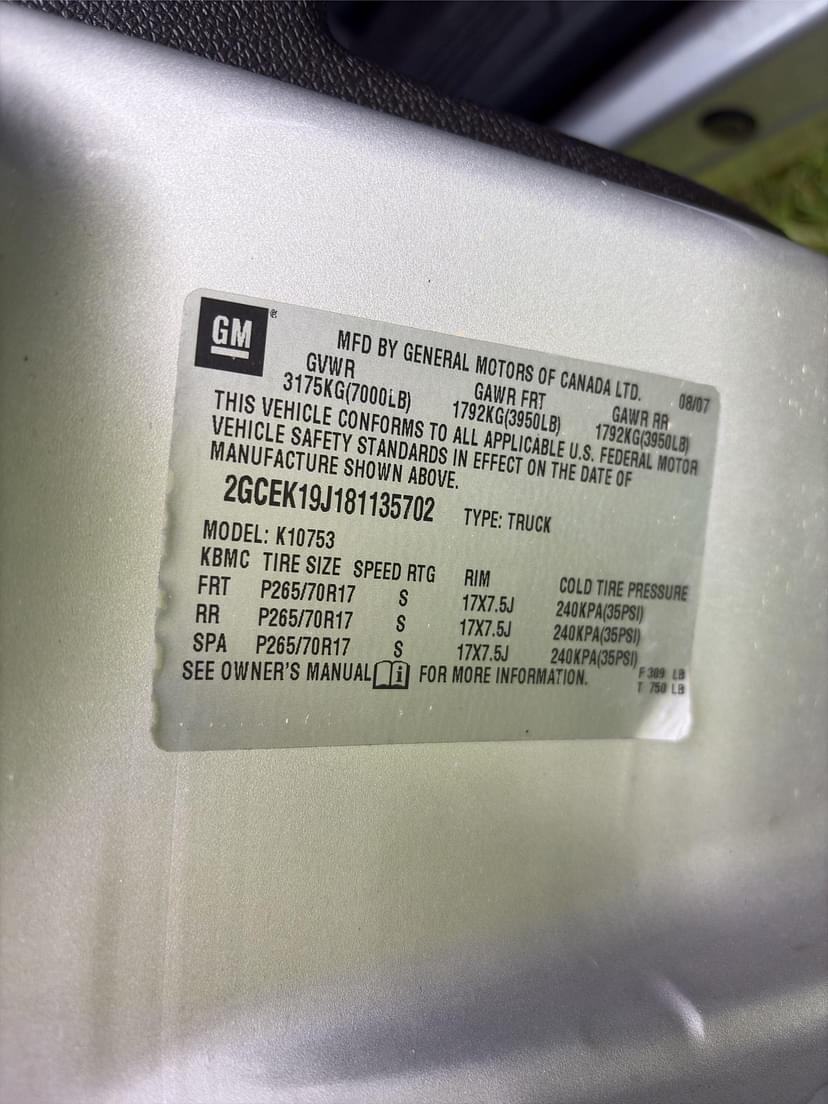 GM ®
MFD BY GENERAL MOTORS OF CANADA LTD. 08/07
GVWR GAWR FRT GAWR RR
3175KG(7000LB) 1792KG(3950LB) 1792KG(3950LB)
THIS VEHICLE CONFORMS TO ALL APPLICABLE U.S. FEDERAL MOTOR
VEHICLE SAFETY STANDARDS IN EFFECT ON THE DATE OF
MANUFACTURE SHOWN ABOVE.
2GCEK19J181135702 TYPE: TRUCK
MODEL: K10753
KBMC TIRE SIZE SPEED RTG RIM COLD TIRE PRESSURE
FRT P265/70R17 S 17X7.5J 240KPA(35PSI)
RR P265/70R17 S 17X7.5J 240KPA(35PSI)
SPA P265/70R17 S 17X7.5J 240KPA(35PSI)
SEE OWNER'S MANUAL i FOR MORE INFORMATION.
F 309 LB
T 750 LB